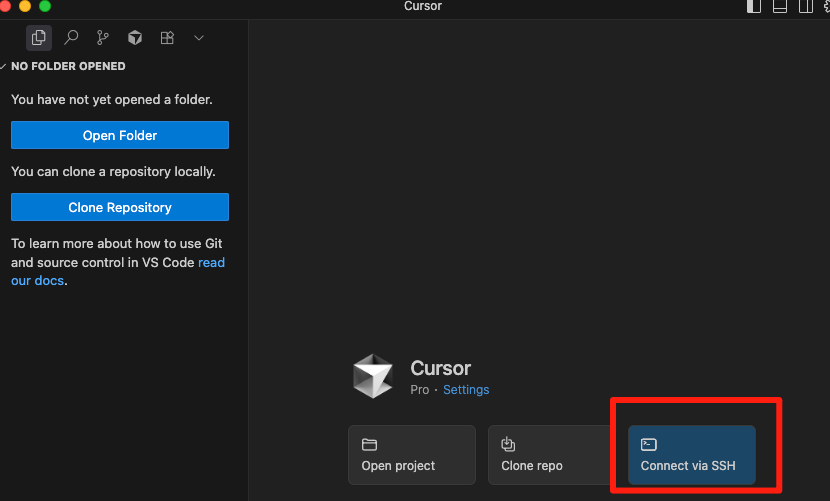 Cursor
NO FOLDER OPENED
You have not yet opened a folder.
Open Folder
You can clone a repository locally.
Clone Repository
To learn more about how to use Git
and source control in VS Code read
our docs.
Cursor
Pro · Settings
Open project
Clone repo
Connect via SSH